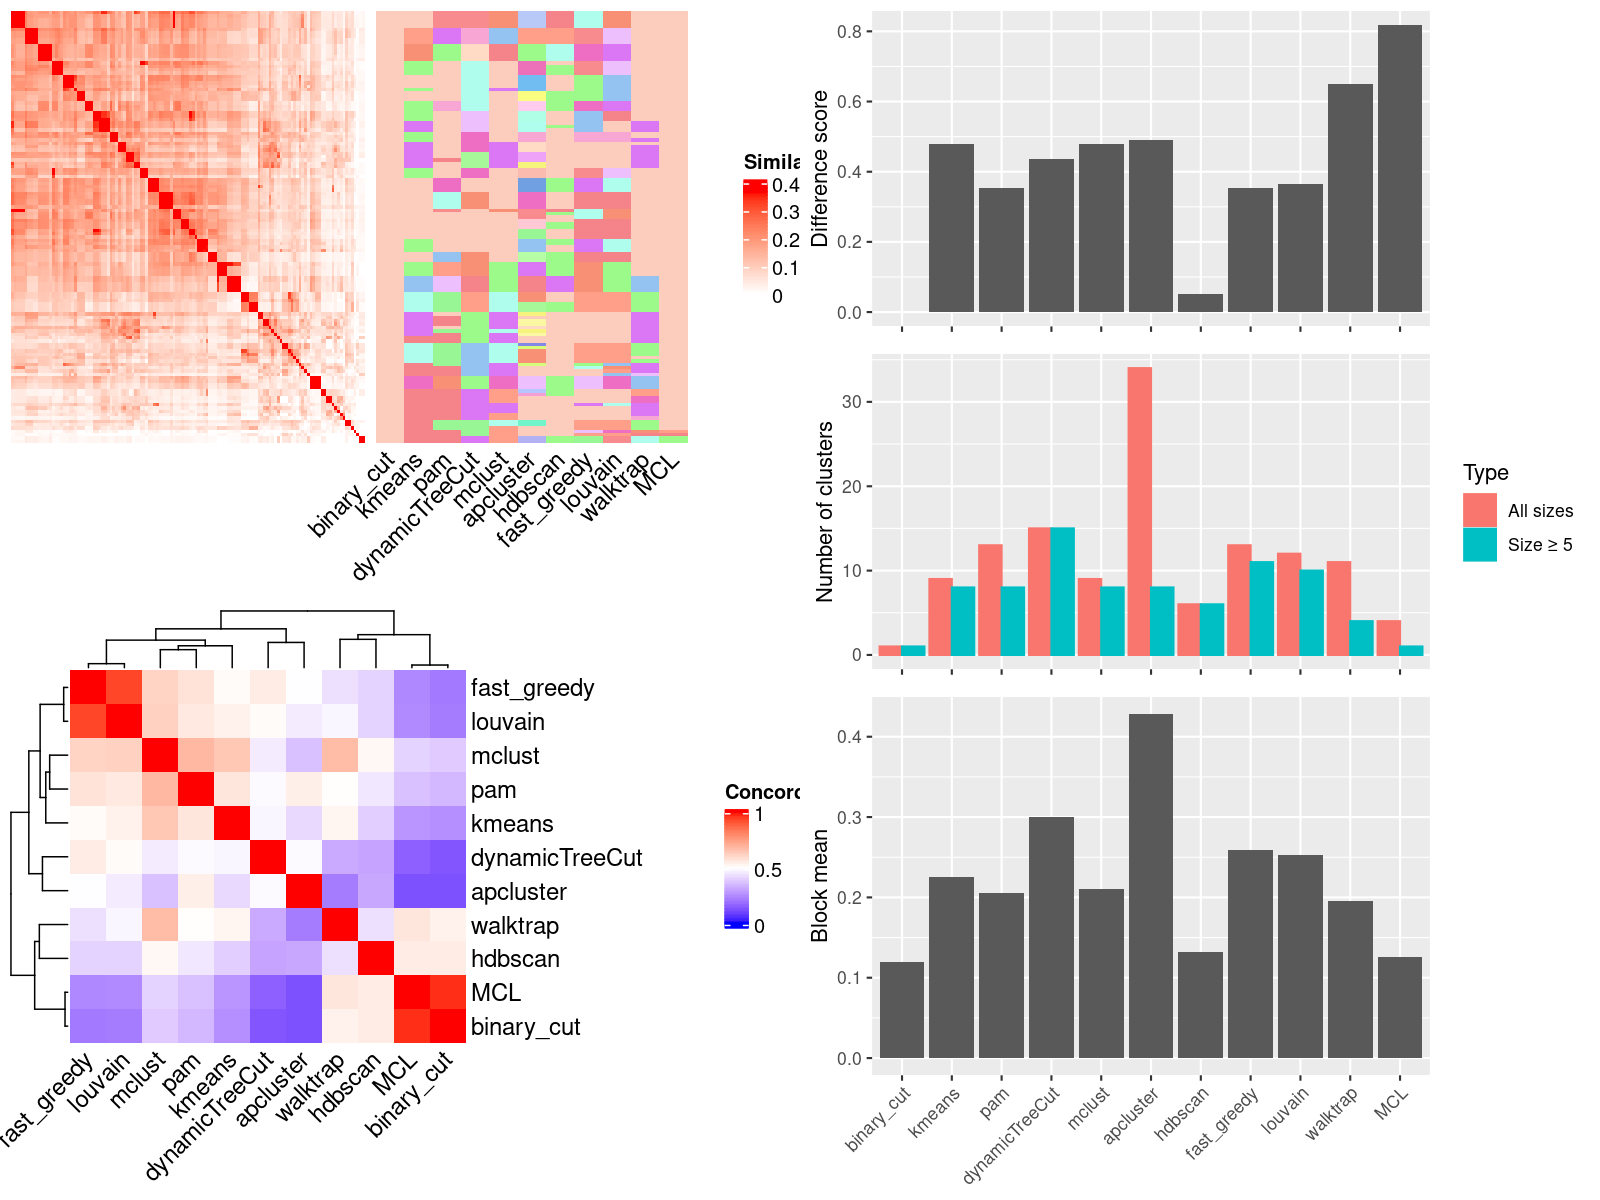 Simila
0.4
0.3
0.2
0.1
0
binary_cut
kmeans
pam
dynamicTreeCut
mclust
apcluster
hdbscan
fast_greedy
louvain
walktrap
MCL
Difference score
0.8
0.6
0.4
0.2
0.0
Number of clusters
30
20
10
0
Type
All sizes
Size ≥ 5
fast_greedy
louvain
mclust
pam
kmeans
dynamicTreeCut
apcluster
walktrap
hdbscan
MCL
binary_cut
fast_greedy
louvain
mclust
pam
kmeans
dynamicTreeCut
apcluster
walktrap
hdbscan
MCL
binary_cut
Concord
1
0.5
0
Block mean
0.4
0.3
0.2
0.1
0.0
binary_cut
kmeans
pam
dynamicTreeCut
mclust
apcluster
hdbscan
fast_greedy
louvain
walktrap
MCL